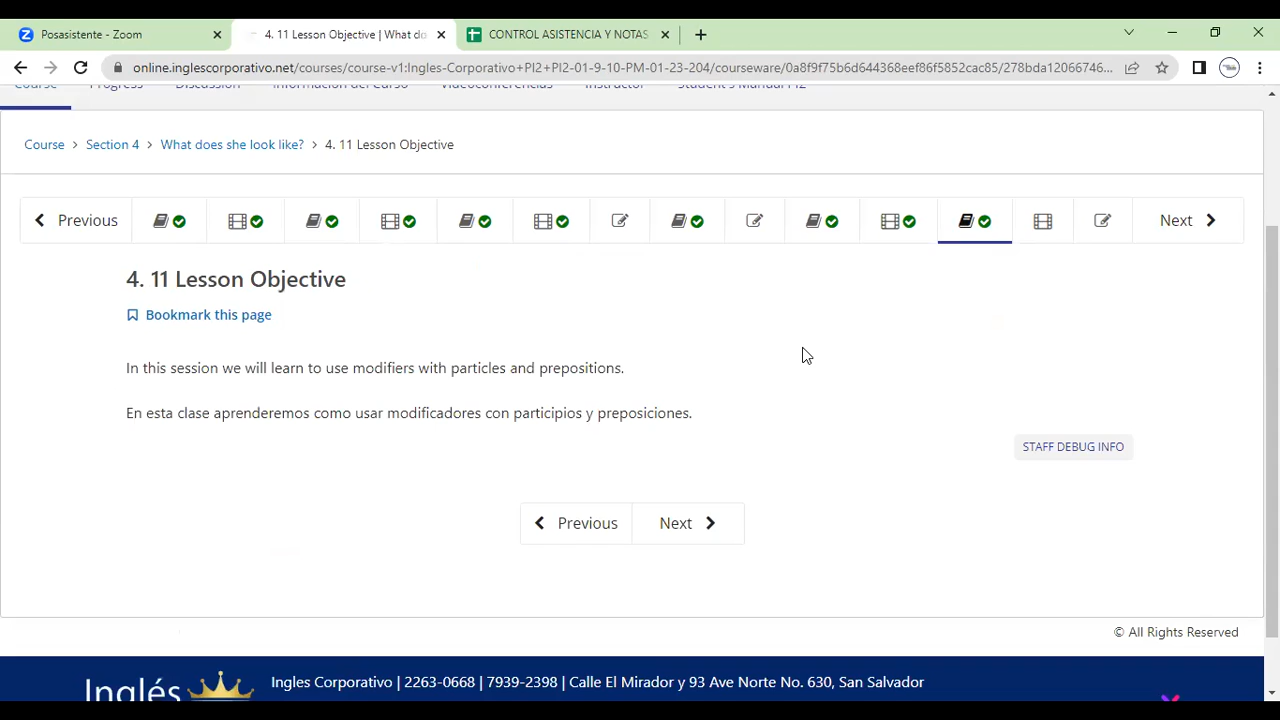 Posasistente - Zoom
4. 11 Lesson Objective | What do
CONTROL ASISTENCIA Y NOTAS
online.inglescorporativo.net/courses/course-v1:Ingles-Corporativo+PI2+PI2-01-9-10-PM-01-23-204/courseware/0a8f9f75b6d644368eef86f5852cac85/278bda12066746...
Course Progress Discussion Información del Curso Videoconferencias Instructor Student's Manual PI2
Course > Section 4 > What does she look like? > 4. 11 Lesson Objective
Previous
Next
4. 11 Lesson Objective
Bookmark this page
In this session we will learn to use modifiers with particles and prepositions.
En esta clase aprenderemos como usar modificadores con participios y preposiciones.
STAFF DEBUG INFO
Previous
Next
© All Rights Reserved
Inglés
Ingles Corporativo | 2263-0668 | 7939-2398 | Calle El Mirador y 93 Ave Norte No. 630, San Salvador